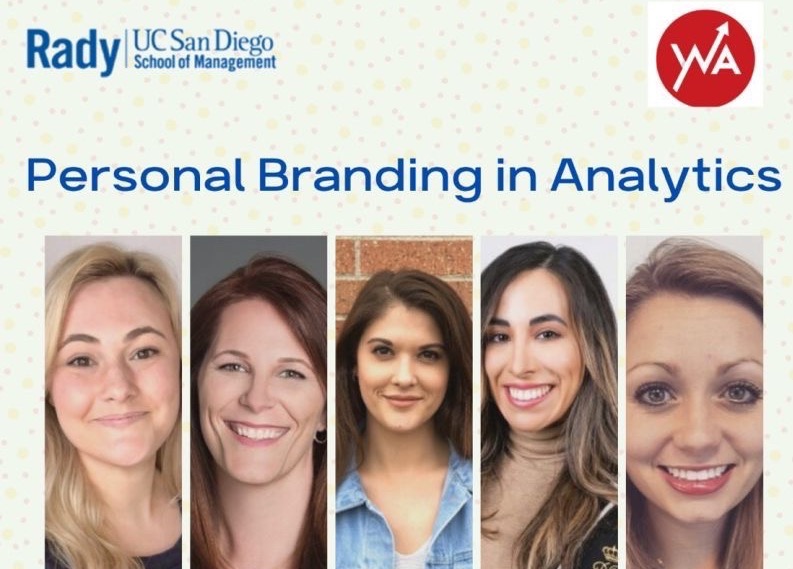 Rady UC San Diego
School of Management
WA
Personal Branding in Analytics